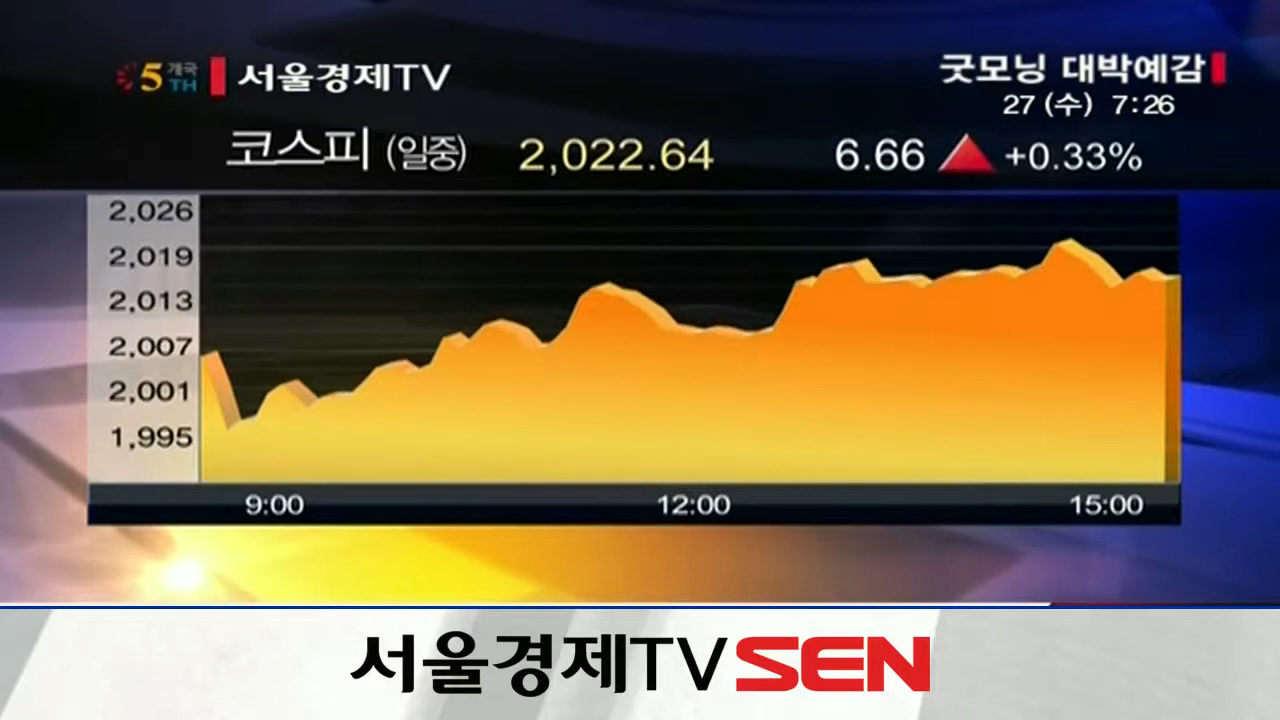 5 개국 TH 서울경제TV
굿모닝 대박예감
27 (수) 7:26
코스피 (일중) 2,022.64 6.66 +0.33%
2,026
2,019
2,013
2,007
2,001
1,995
9:00 12:00 15:00
서울경제TV SEN